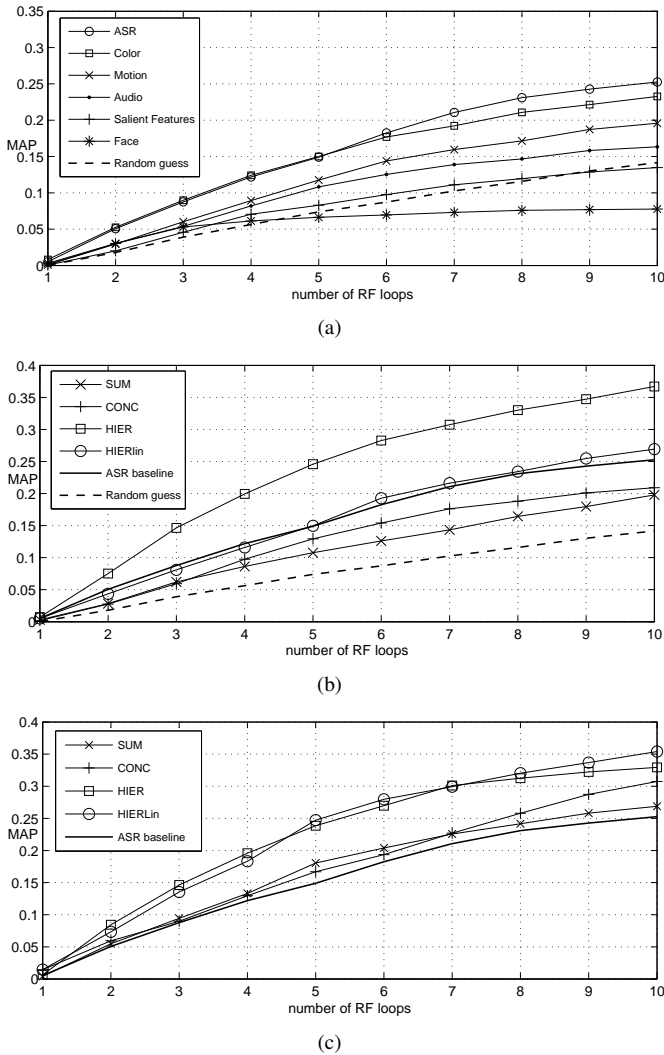 0.35
0.3
0.25
0.2
MAP
0.15
0.1
0.05
0
ASR
Color
Motion
Audio
Salient Features
Face
Random guess
1 2 3 4 5 6 7 8 9 10
number of RF loops
(a)
0.4
0.35
0.3
0.25
MAP
0.2
0.15
0.1
0.05
0
SUM
CONC
HIER
HIERlin
ASR baseline
Random guess
1 2 3 4 5 6 7 8 9 10
number of RF loops
(b)
0.4
0.35
0.3
0.25
MAP
0.2
0.15
0.1
0.05
0
SUM
CONC
HIER
HIERLin
ASR baseline
1 2 3 4 5 6 7 8 9 10
number of RF loops
(c)